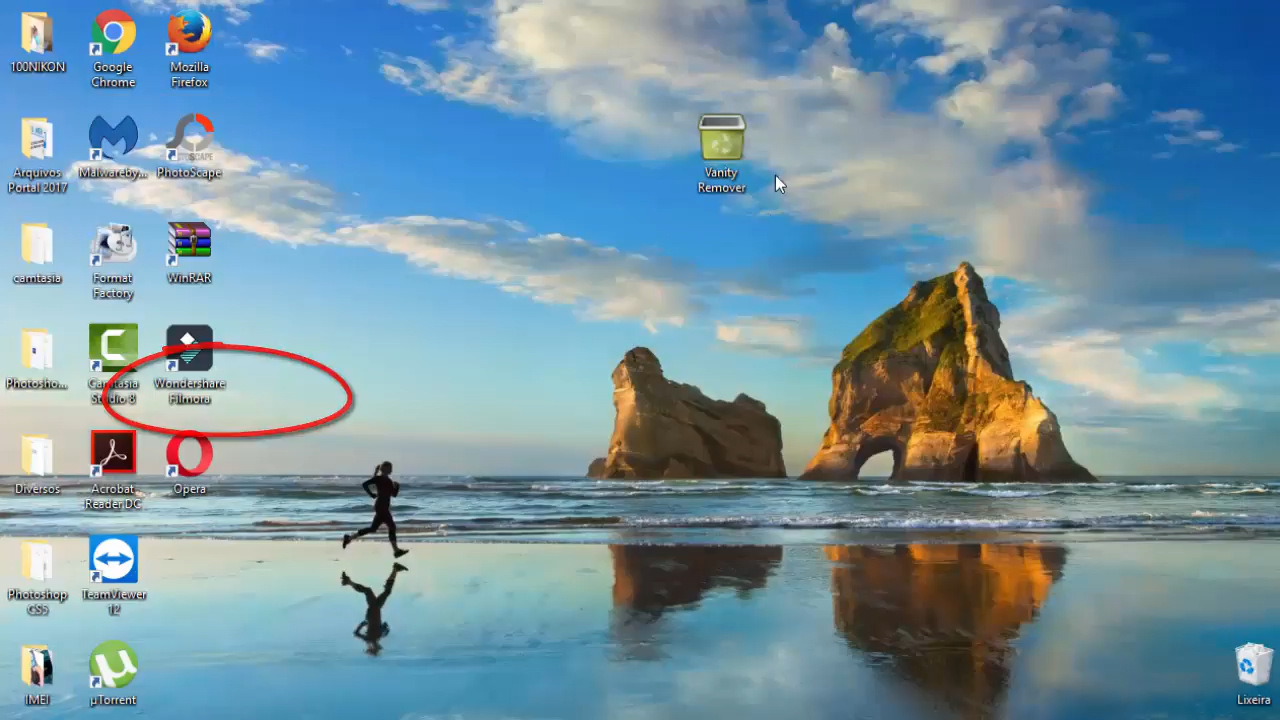 100NIKON
Google
Chrome
Mozilla
Firefox
Arquivos
Portal 2017
Malwareby...
PhotoScape
Vanity
Remover
camtasia
Format
Factory
WinRAR
Photosho...
Camtasia
Studio 8
Wondershare
Filmora
Diversos
Acrobat
Reader DC
Opera
Photoshop
CS5
TeamViewer
12
IMEI
µTorrent
Lixeira